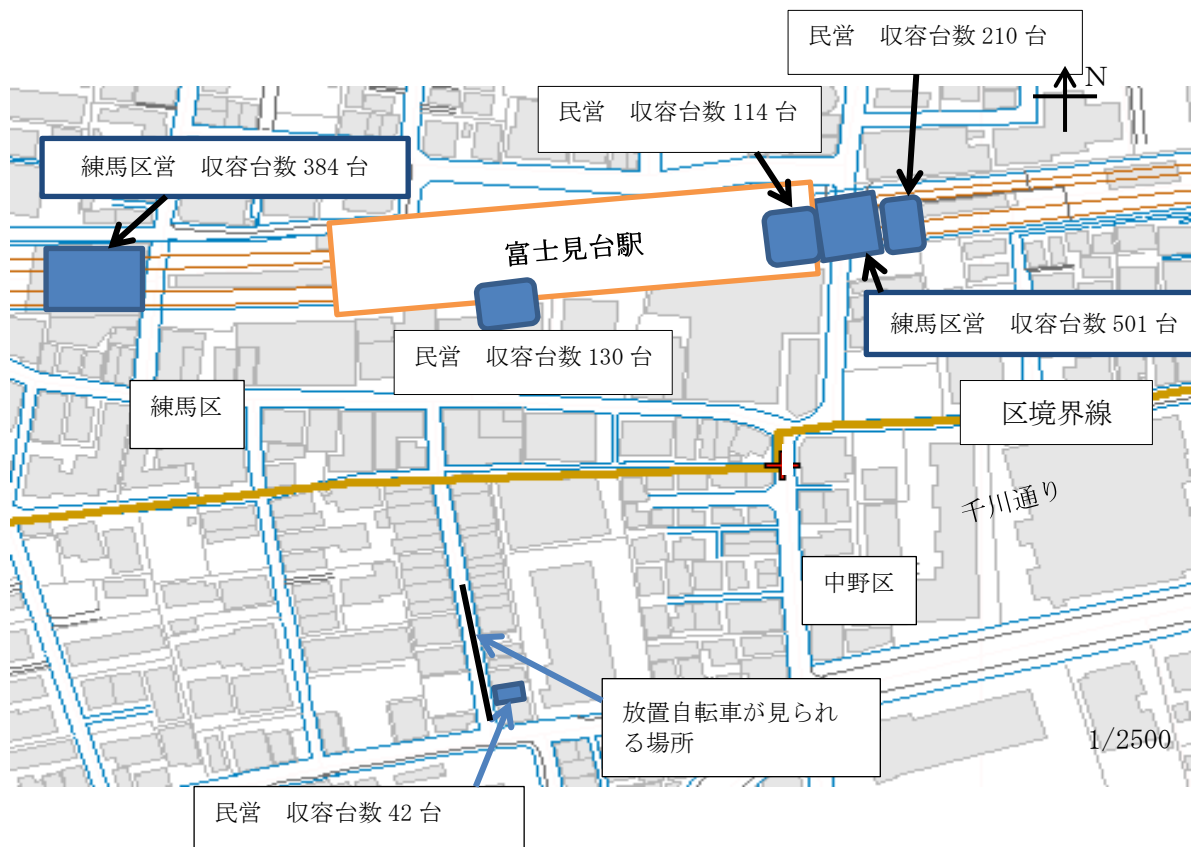 民営　収容台数 210 台
N
民営　収容台数 114 台
練馬区営　収容台数 384 台
富士見台駅
練馬区営　収容台数 501 台
民営　収容台数 130 台
練馬区
区境界線
千川通り
中野区
放置自転車が見られ
る場所
1/2500
民営　収容台数 42 台